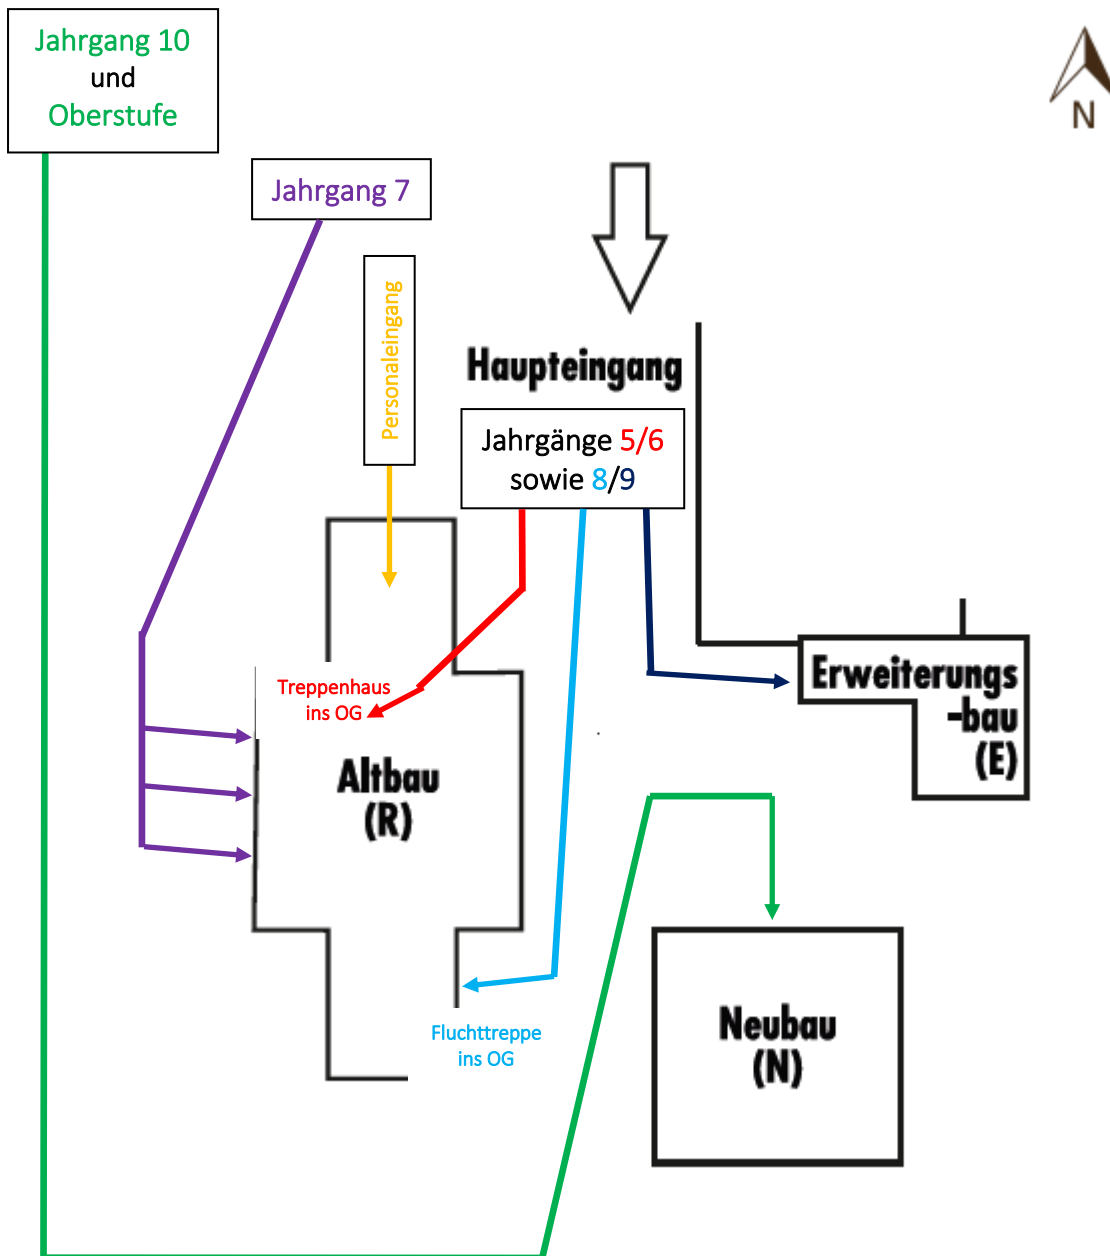 Jahrgang 10
und
Oberstufe
N
Jahrgang 7
Personaleingang
Haupteingang
Jahrgänge 5/6
sowie 8/9
Treppenhaus
ins OG
Erweiterungs
-bau
(E)
Altbau
(R)
Neubau
(N)
Fluchttreppe
ins OG